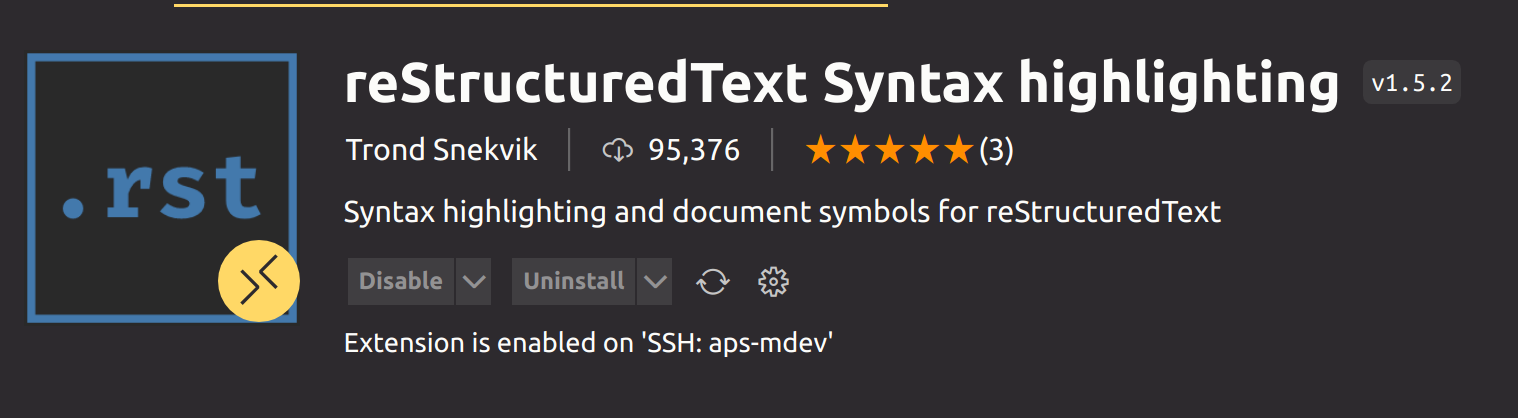 .rst
reStructuredText Syntax highlighting v1.5.2
Trond Snekvik 95,376 ★★★★★(3)
Syntax highlighting and document symbols for reStructuredText
Disable Uninstall
Extension is enabled on 'SSH: aps-mdev'